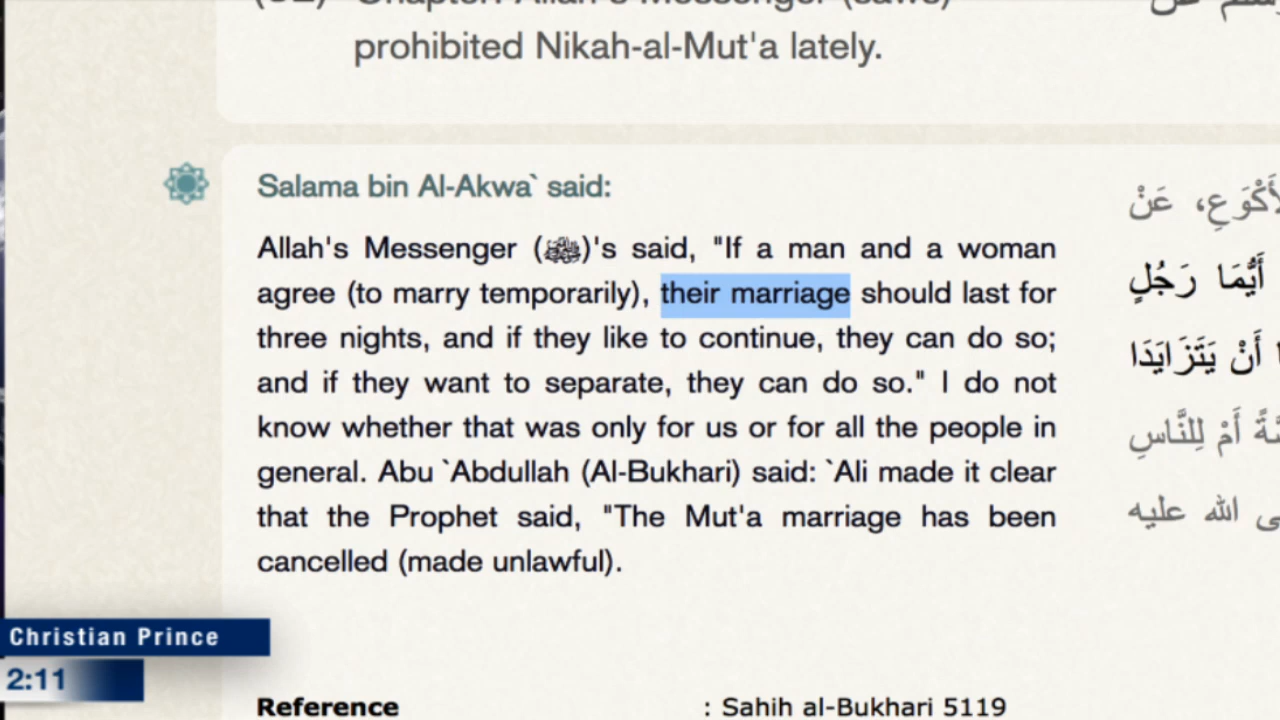 prohibited Nikah-al-Mut'a lately.
Salama bin Al-Akwa` said:
Allah's Messenger (ﷺ)'s said, "If a man and a woman
agree (to marry temporarily), their marriage should last for
three nights, and if they like to continue, they can do so;
and if they want to separate, they can do so." I do not
know whether that was only for us or for all the people in
general. Abu `Abdullah (Al-Bukhari) said: `Ali made it clear
that the Prophet said, "The Mut'a marriage has been
cancelled (made unlawful).
الأَكْوَعِ، عَنْ
أَيُّمَا رَجُلٍ
أَنْ يَتَزَايَدَا
أَمْ لِلنَّاسِ
الله عليه
Christian Prince
2:11
Reference : Sahih al-Bukhari 5119